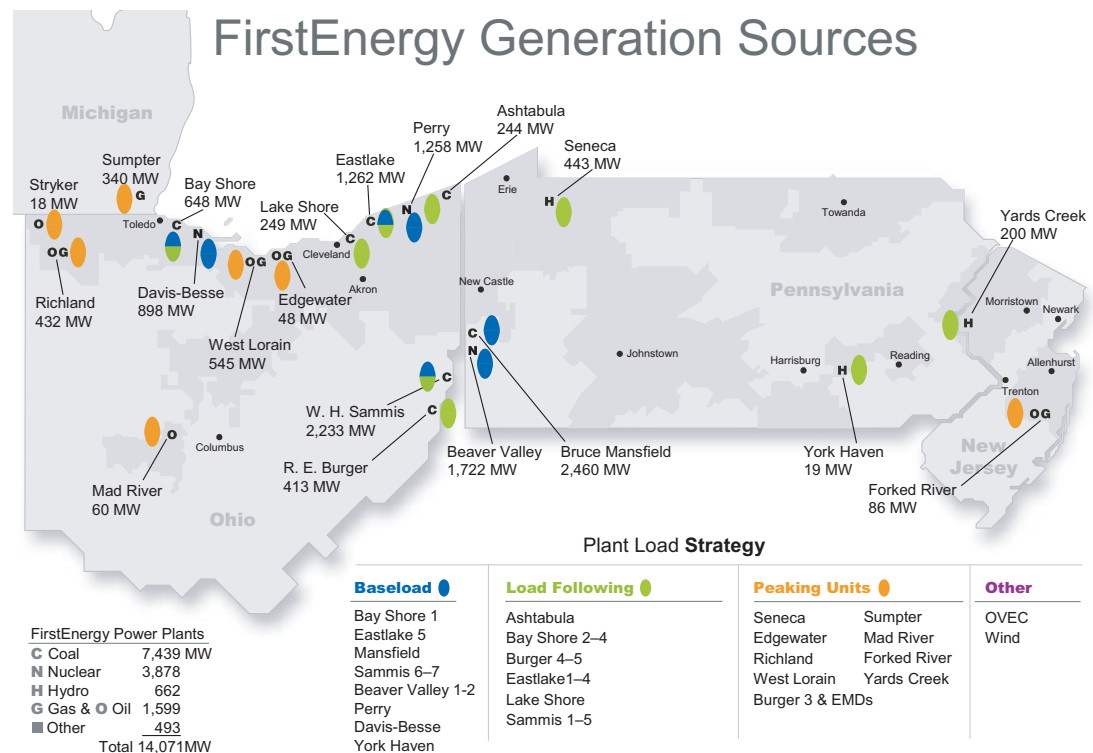 FirstEnergy Generation Sources
Michigan
Ashtabula
244 MW
Perry
1,258 MW
Seneca
443 MW
Eastlake
1,262 MW
Sumpter
340 MW
Stryker
18 MW
Bay Shore
648 MW
Lake Shore
249 MW
G
C
C
N
C
C
H
O
N
OG
OG
OG
Toledo
Cleveland
Akron
Erie
Towanda
Yards Creek
200 MW
New Castle
Pennsylvania
Morristown
Newark
H
Richland
432 MW
Davis-Besse
898 MW
Edgewater
48 MW
West Lorain
545 MW
C
N
Johnstown
Harrisburg
H
Reading
Allenhurst
Trenton
OG
C
C
W. H. Sammis
2,233 MW
R. E. Burger
413 MW
O
Columbus
Mad River
60 MW
Ohio
Beaver Valley
1,722 MW
Bruce Mansfield
2,460 MW
York Haven
19 MW
New
Jersey
Forked River
86 MW
Plant Load Strategy
Baseload
Bay Shore 1
Eastlake 5
Mansfield
Sammis 6–7
Beaver Valley 1-2
Perry
Davis-Besse
York Haven
Load Following
Ashtabula
Bay Shore 2–4
Burger 4–5
Eastlake1–4
Lake Shore
Sammis 1–5
Peaking Units
Seneca Sumpter
Edgewater Mad River
Richland Forked River
West Lorain Yards Creek
Burger 3 & EMDs
Other
OVEC
Wind
FirstEnergy Power Plants
C Coal 7,439 MW
N Nuclear 3,878
H Hydro 662
G Gas & O Oil 1,599
Other 493
Total 14,071MW